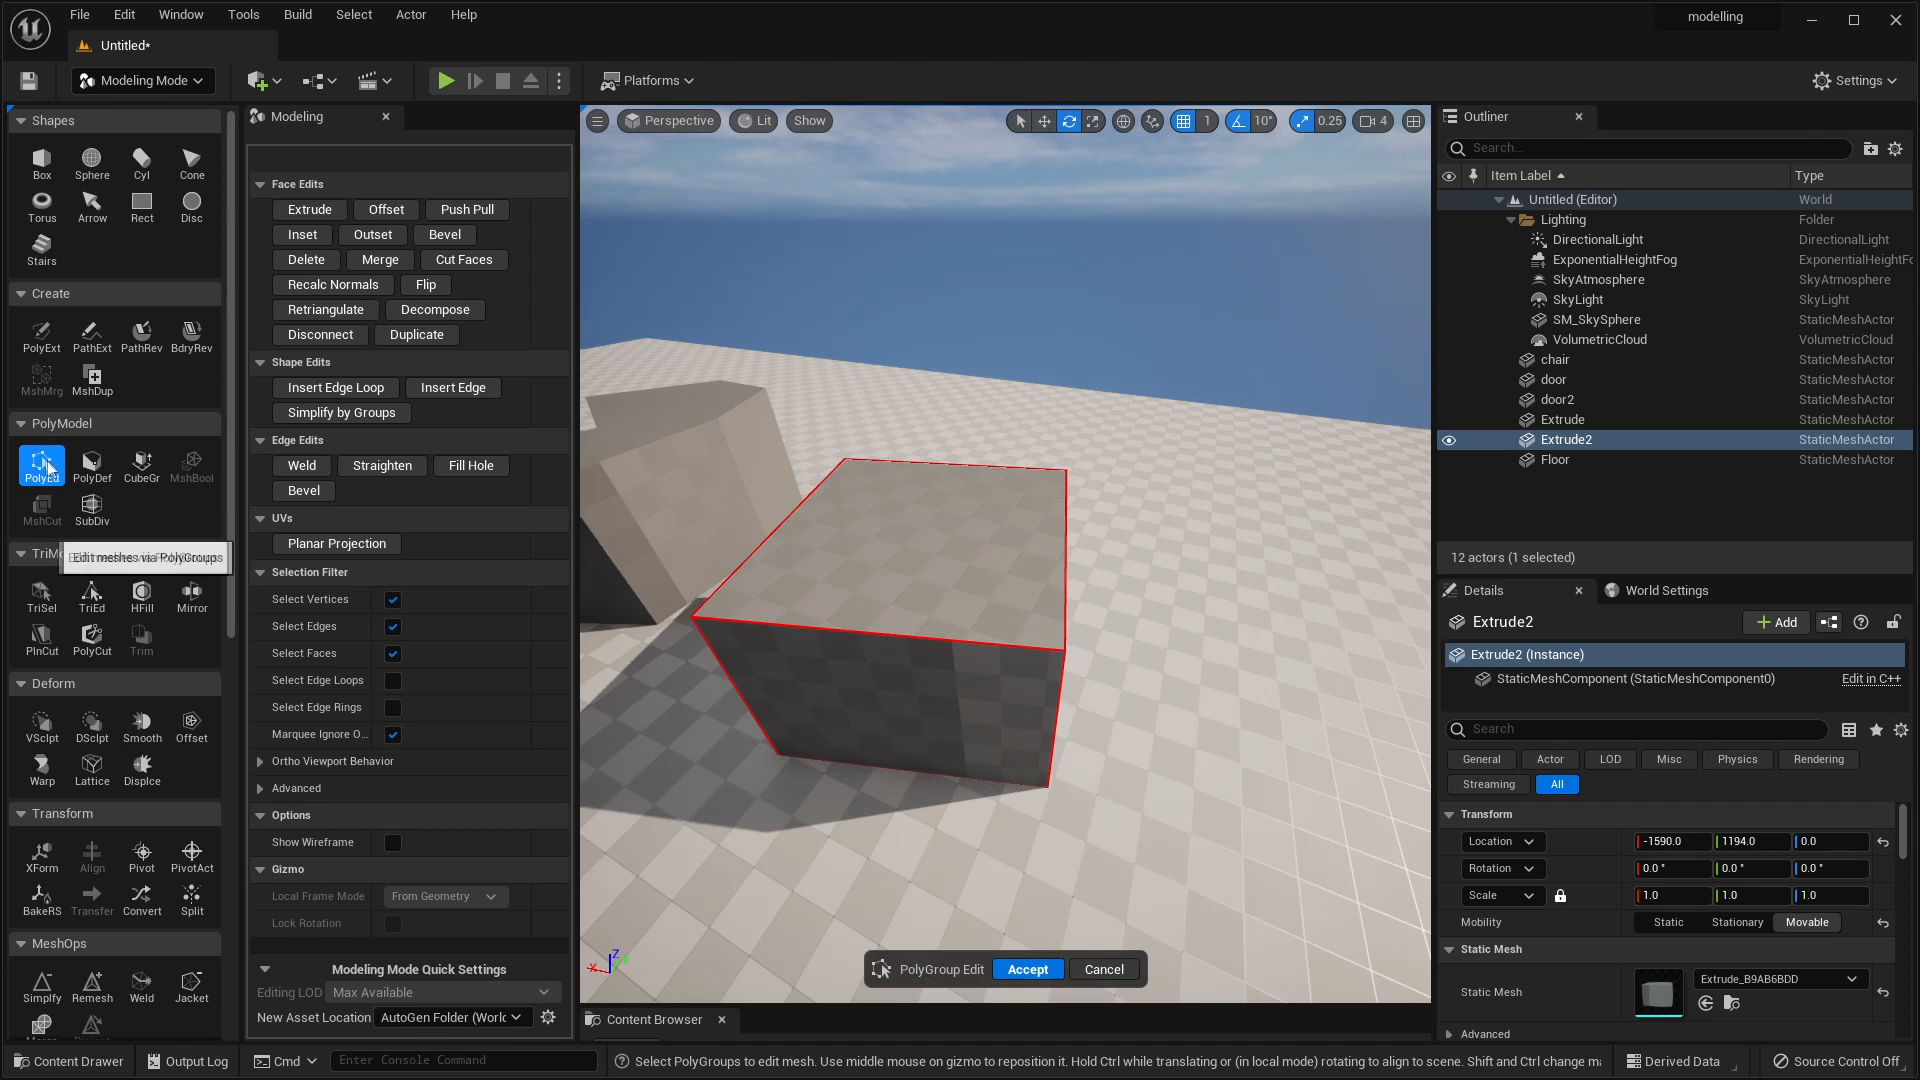 File Edit Window Tools Build Select Actor Help
modelling
Untitled*
Modeling Mode
Platforms
Settings
Shapes
Box Sphere Cyl Cone
Torus Arrow Rect Disc
Stairs
Create
PolyExt PathExt PathRev BdryRev
MshMrg MshDup
PolyModel
PolyEd PolyDef CubeGr MshBool
MshCut SubDiv
Edit meshes via PolyGroups
TriSel TriEd HFill Mirror
PlnCut PolyCut Trim
Deform
VSclpt DSclpt Smooth Offset
Warp Lattice Displce
Transform
XForm Align Pivot PivotAct
BakeRS Transfer Convert Split
MeshOps
Simplfy Remesh Weld Jacket
Modeling
Face Edits
Extrude Offset Push Pull
Inset Outset Bevel
Delete Merge Cut Faces
Recalc Normals Flip
Retriangulate Decompose
Disconnect Duplicate
Shape Edits
Insert Edge Loop Insert Edge
Simplify by Groups
Edge Edits
Weld Straighten Fill Hole
Bevel
UVs
Planar Projection
Selection Filter
Select Vertices
Select Edges
Select Faces
Select Edge Loops
Select Edge Rings
Marquee Ignore O...
Ortho Viewport Behavior
Advanced
Options
Show Wireframe
Gizmo
Local Frame Mode From Geometry
Lock Rotation
Modeling Mode Quick Settings
Editing LOD Max Available
New Asset Location AutoGen Folder (Worlc
Perspective Lit Show
1 10° 0.25 4
X Z Y
PolyGroup Edit Accept Cancel
Content Browser
Outliner
Search...
Item Label Type
Untitled (Editor) World
Lighting Folder
DirectionalLight DirectionalLight
ExponentialHeightFog ExponentialHeightFo
SkyAtmosphere SkyAtmosphere
SkyLight SkyLight
SM_SkySphere StaticMeshActor
VolumetricCloud VolumetricCloud
chair StaticMeshActor
door StaticMeshActor
door2 StaticMeshActor
Extrude StaticMeshActor
Extrude2 StaticMeshActor
Floor StaticMeshActor
12 actors (1 selected)
Details World Settings
Extrude2 Add
Extrude2 (Instance)
StaticMeshComponent (StaticMeshComponent0) Edit in C++
Search
General Actor LOD Misc Physics Rendering
Streaming All
Transform
Location -1590.0 1194.0 0.0
Rotation 0.0 ° 0.0 ° 0.0 °
Scale 1.0 1.0 1.0
Mobility Static Stationary Movable
Static Mesh
Static Mesh Extrude_B9AB6BDD
Advanced
Content Drawer Output Log Cmd Enter Console Command
Select PolyGroups to edit mesh. Use middle mouse on gizmo to reposition it. Hold Ctrl while translating or (in local mode) rotating to align to scene. Shift and Ctrl change m
Derived Data Source Control Off